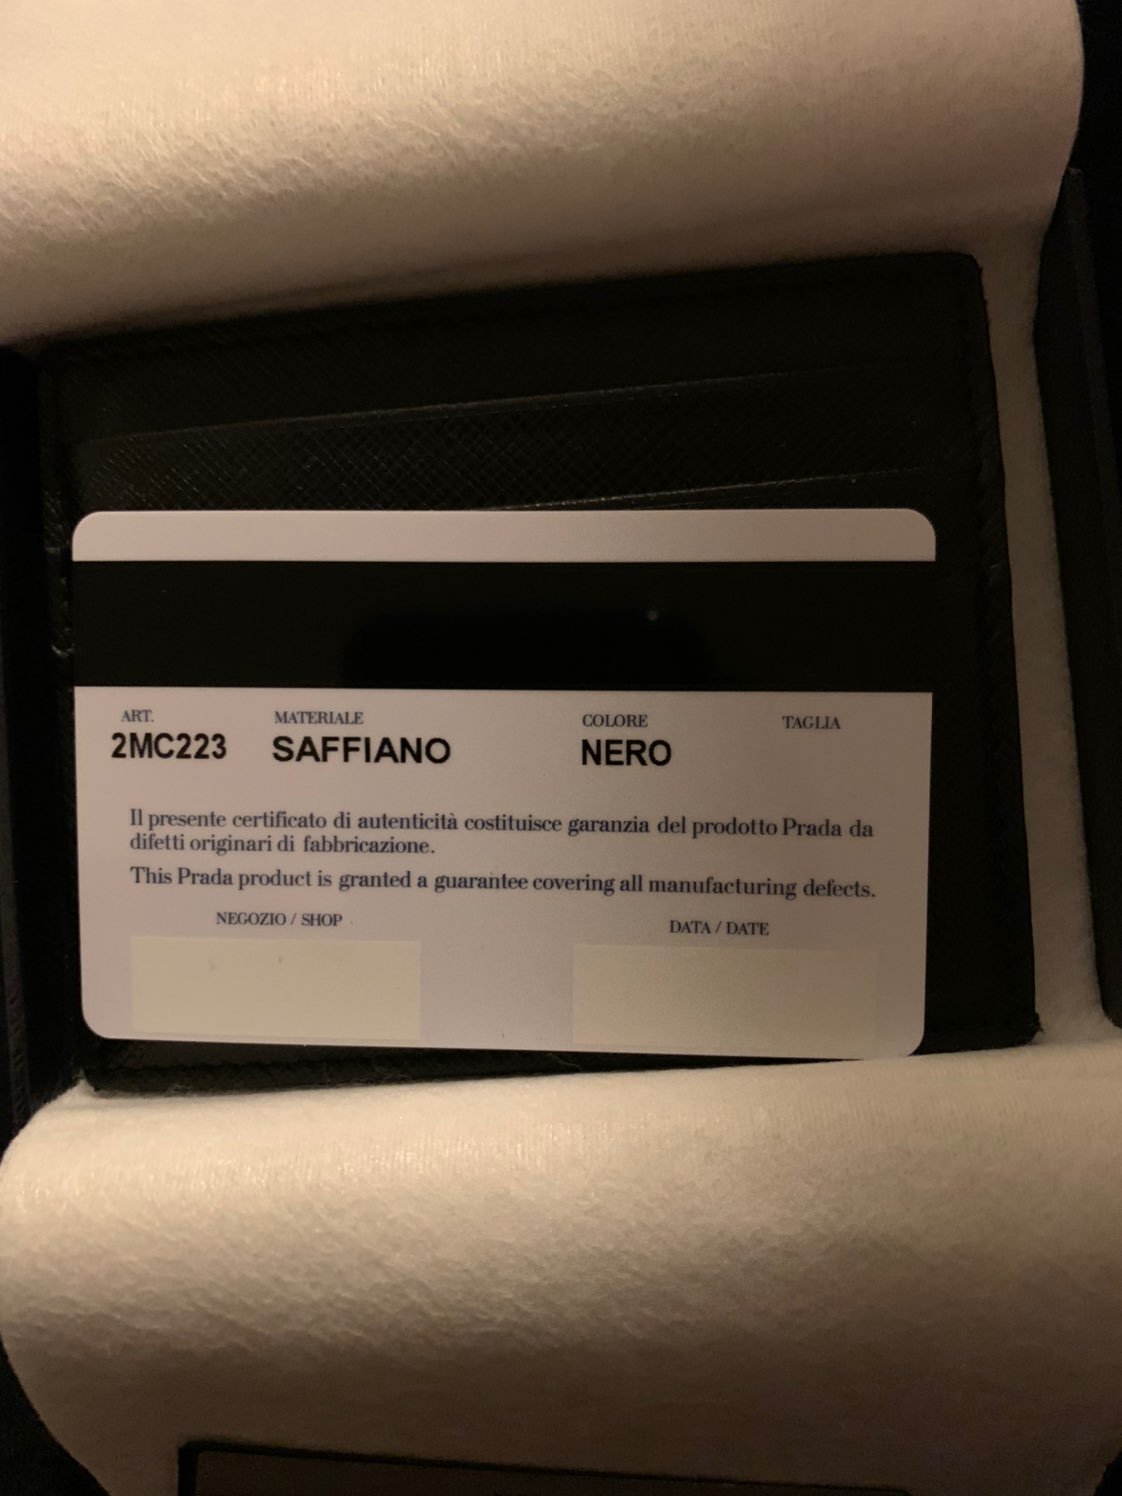 ART. MATERIALE COLORE TAGLIA
2MC223 SAFFIANO NERO
Il presente certificato di autenticità costituisce garanzia del prodotto Prada da
difetti originari di fabbricazione.
This Prada product is granted a guarantee covering all manufacturing defects.
NEGOZIO / SHOP DATA / DATE